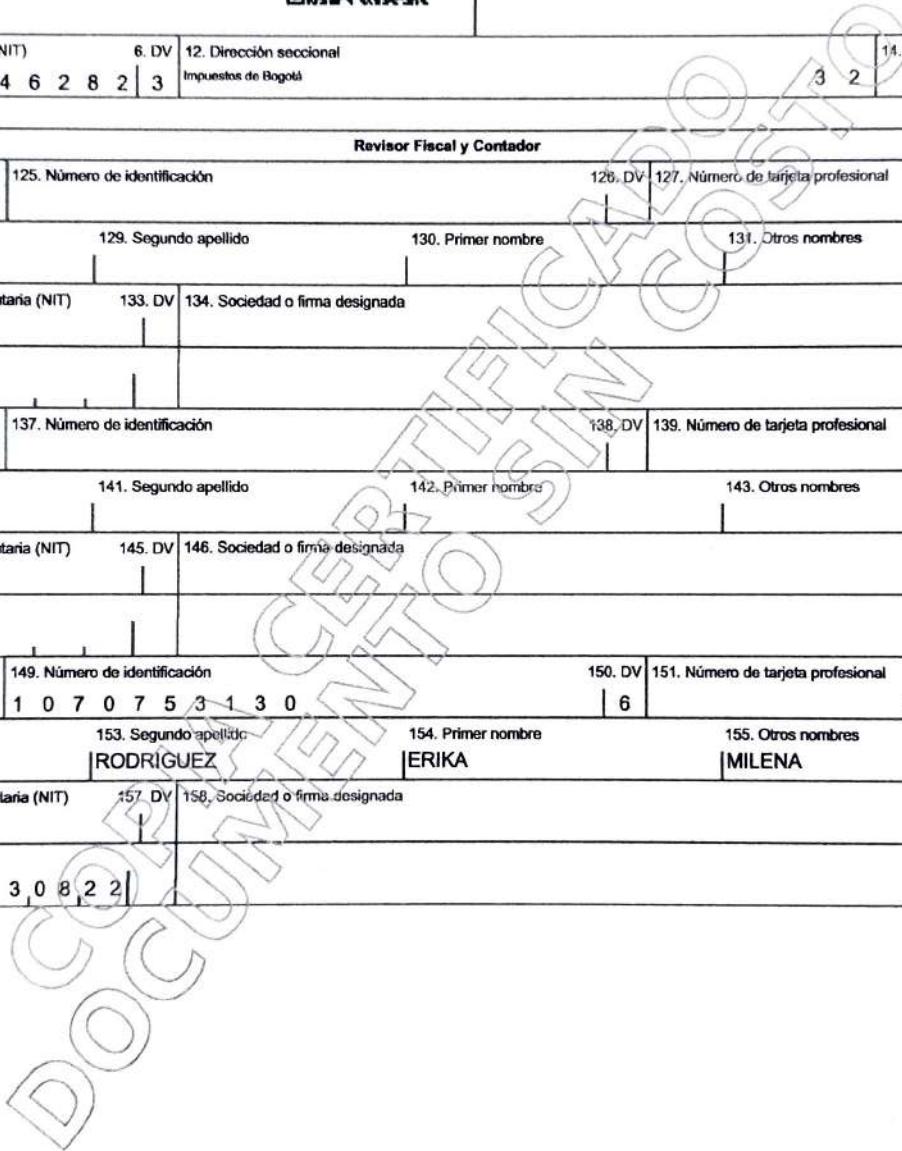 NIT) 6. DV 12. Dirección seccional 14.
4 6 2 8 2 3 Impuestos de Bogotá 3 2
Revisor Fiscal y Contador
125. Número de identificación 126. DV 127. Número de tarjeta profesional
129. Segundo apellido 130. Primer nombre 131. Otros nombres
taria (NIT) 133. DV 134. Sociedad o firma designada
137. Número de identificación 138. DV 139. Número de tarjeta profesional
141. Segundo apellido 142. Primer nombre 143. Otros nombres
taria (NIT) 145. DV 146. Sociedad o firma designada
149. Número de identificación 150. DV 151. Número de tarjeta profesional
1 0 7 0 7 5 3 1 3 0 6
153. Segundo apellido 154. Primer nombre 155. Otros nombres
RODRIGUEZ ERIKA MILENA
taria (NIT) 157. DV 158. Sociedad o firma designada
3 0 8 2 2
COPIA CERTIFICADO
DOCUMENTO SIN COSTO